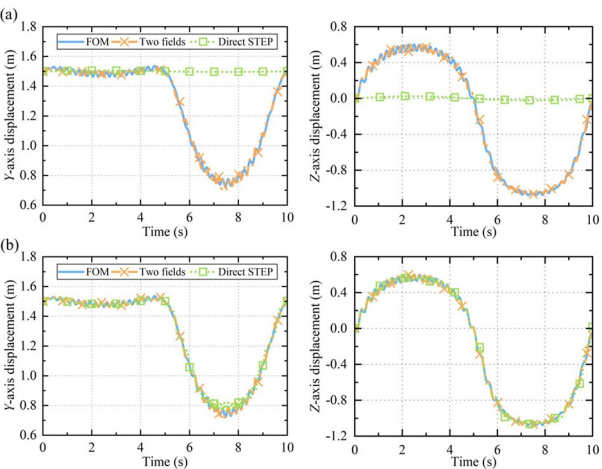 (a)
Y-axis displacement (m)
1.8
1.6
1.4
1.2
1.0
0.8
0.6
FOM Two fields Direct STEP
0 2 4 6 8 10
Time (s)
Z-axis displacement (m)
0.8
0.4
0.0
-0.4
-0.8
-1.2
0 2 4 6 8 10
Time (s)
(b)
Y-axis displacement (m)
1.8
1.6
1.4
1.2
1.0
0.8
0.6
FOM Two fields Direct STEP
0 2 4 6 8 10
Time (s)
Z-axis displacement (m)
0.8
0.4
0.0
-0.4
-0.8
-1.2
0 2 4 6 8 10
Time (s)